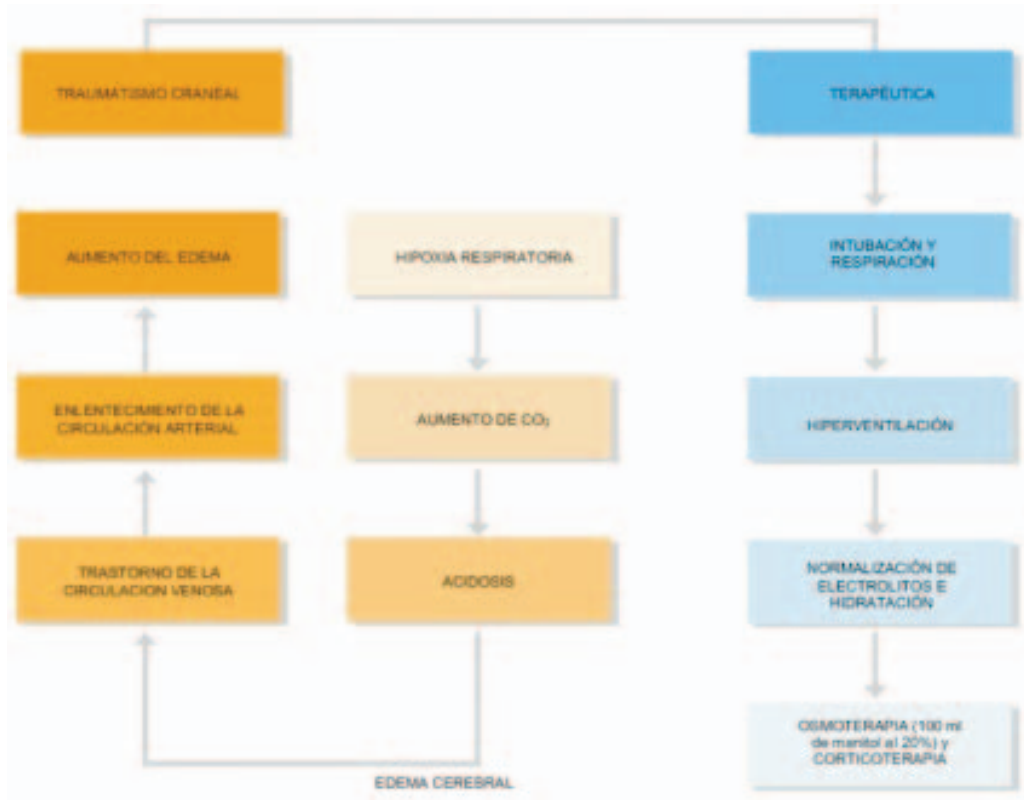 TRAUMATISMO CRANEAL
TERAPÉUTICA
AUMENTO DEL EDEMA
HIPOXIA RESPIRATORIA
INTUBACIÓN Y
RESPIRACIÓN
ENLENTECIMIENTO DE LA
CIRCULACIÓN ARTERIAL
AUMENTO DE CO₂
HIPERVENTILACIÓN
TRASTORNO DE LA
CIRCULACION VENOSA
ACIDOSIS
NORMALIZACIÓN DE
ELECTROLITOS E
HIDRATACIÓN
OSMOTERAPIA (100 ml
de manitol al 20%) y
CORTICOTERAPIA
EDEMA CEREBRAL